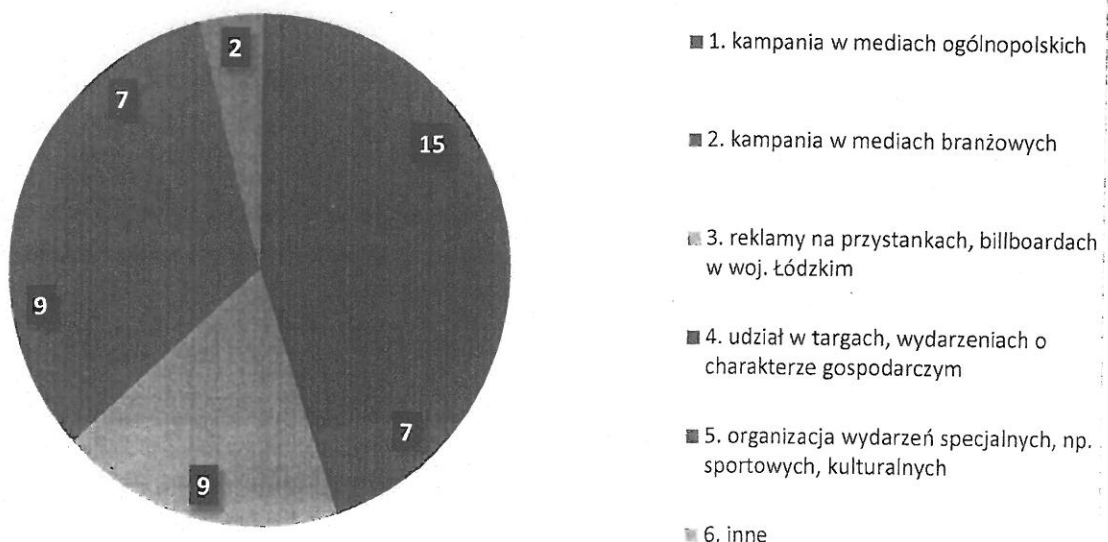 2
7
15
9
7
9
1. kampania w mediach ogólnopolskich
2. kampania w mediach branżowych
3. reklamy na przystankach, billboardach
w woj. Łódzkim
4. udział w targach, wydarzeniach o
charakterze gospodarczym
5. organizacja wydarzeń specjalnych, np.
sportowych, kulturalnych
6. inne